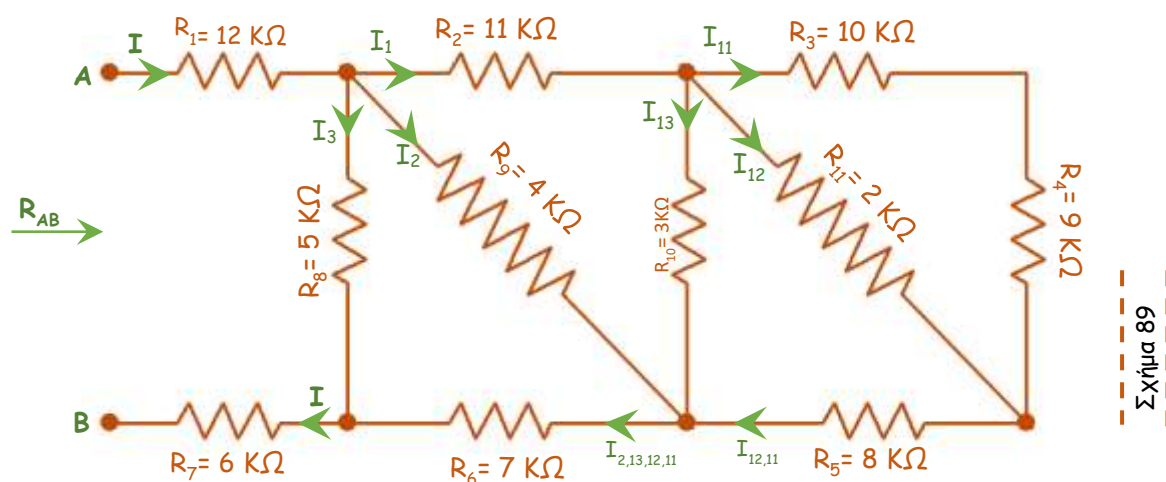 I
R₁= 12 KΩ
I₁
R₂= 11 KΩ
I₁₁
R₃= 10 KΩ
A
I₃
I₂
R₉= 4 KΩ
I₁₃
I₁₂
R₁₁= 2 KΩ
R₄= 9 KΩ
R_AB
R₈= 5 KΩ
R₁₀= 3KΩ
Σχήμα 89
B
I
R₇= 6 KΩ
R₆= 7 KΩ
I₂,₁₃,₁₂,₁₁
I₁₂,₁₁
R₅= 8 KΩ